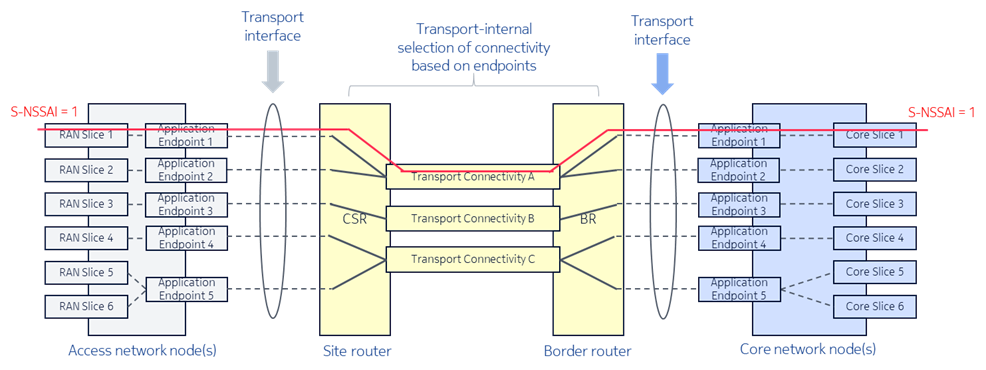 Transport
interface
Transport-internal
selection of connectivity
based on endpoints
Transport
interface
S-NSSAI = 1
S-NSSAI = 1
RAN Slice 1
RAN Slice 2
RAN Slice 3
RAN Slice 4
RAN Slice 5
RAN Slice 6
Application
Endpoint 1
Application
Endpoint 2
Application
Endpoint 3
Application
Endpoint 4
Application
Endpoint 5
CSR
Transport Connectivity A
Transport Connectivity B
Transport Connectivity C
BR
Application
Endpoint 1
Application
Endpoint 2
Application
Endpoint 3
Application
Endpoint 4
Application
Endpoint 5
Core Slice 1
Core Slice 2
Core Slice 3
Core Slice 4
Core Slice 5
Core Slice 6
Access network node(s)
Site router
Border router
Core network node(s)